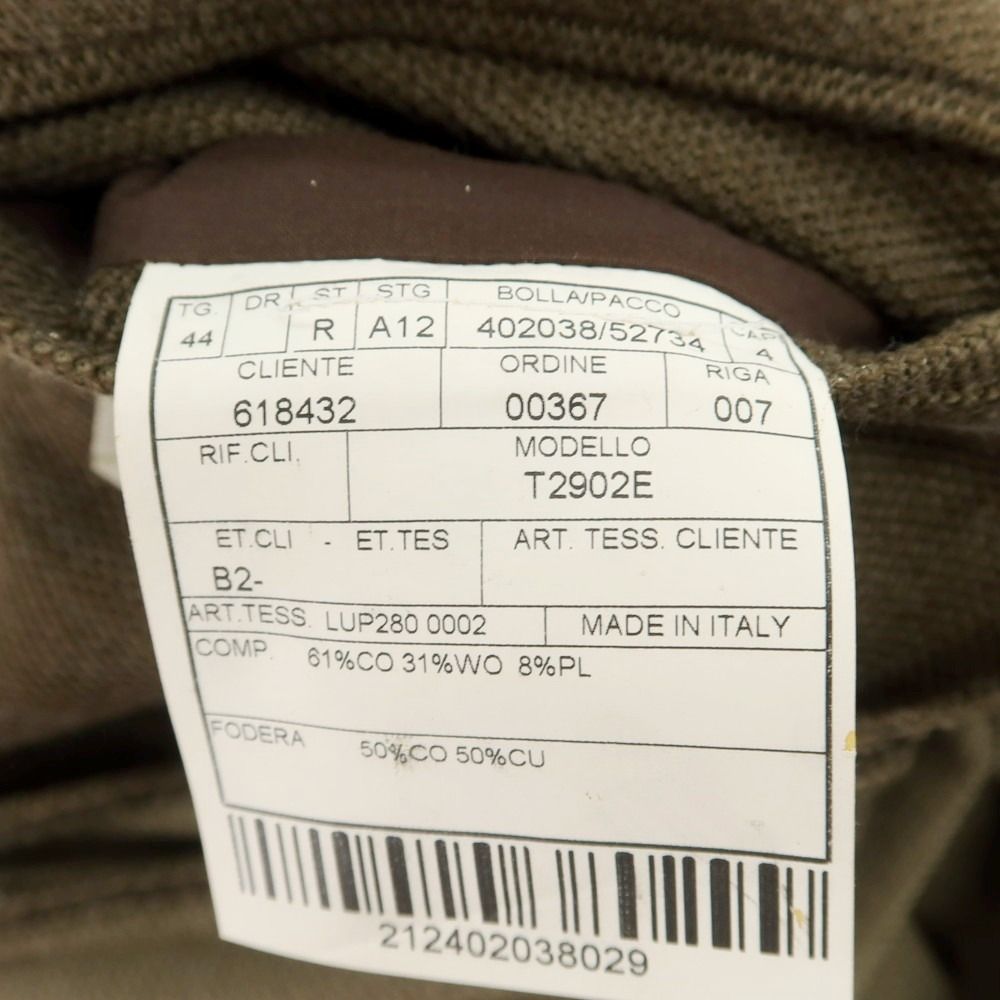 TG. DR ST STG BOLLA/PACCO CAP
44 R A12 402038/52734 4
CLIENTE ORDINE RIGA
618432 00367 007
RIF.CLI. MODELLO
T2902E
ET.CLI - ET.TES ART. TESS. CLIENTE
B2-
ART.TESS. LUP280 0002 MADE IN ITALY
COMP. 61%CO 31%WO 8%PL
FODERA 50%CO 50%CU
212402038029